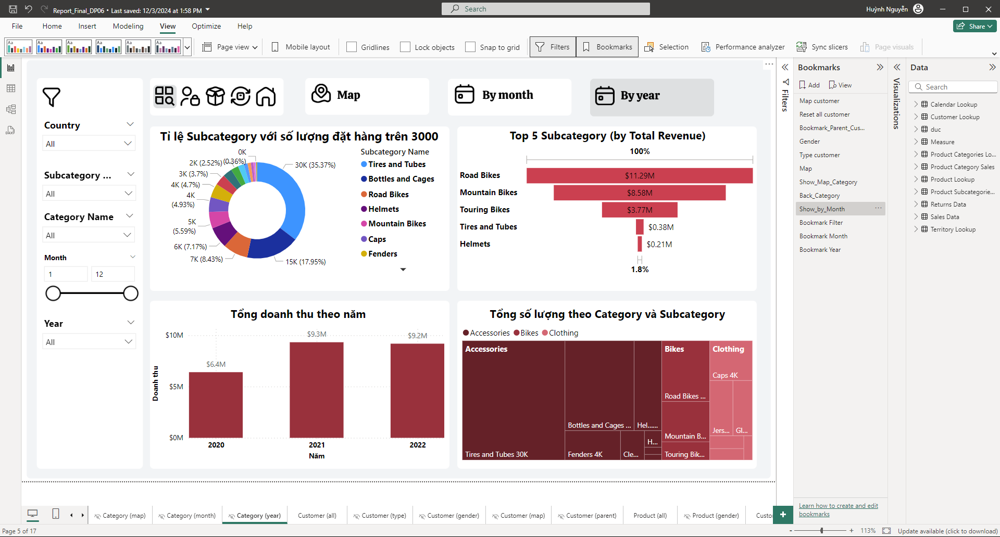 Report_Final_DP06 • Last saved: 12/3/2024 at 1:58 PM
Search
Huỳnh Nguyễn
File
Home
Insert
Modeling
View
Optimize
Help
Share
Aa
Aa
Aa
Aa
Aa
Aa
Page view
Mobile layout
Gridlines
Lock objects
Snap to grid
Filters
Bookmarks
Selection
Performance analyzer
Sync slicers
Page visuals
Country
All
Subcategory ...
All
Category Name
All
Month
1
12
Year
All
Map
By month
By year
Tỉ lệ Subcategory với số lượng đặt hàng trên 3000
0K
(0.36%)
2K (2.52%)
3K (3.7%)
4K (4.7%)
4K
(4.93%)
5K
(5.59%)
6K (7.17%)
7K (8.43%)
15K (17.95%)
30K (35.37%)
Subcategory Name
Tires and Tubes
Bottles and Cages
Road Bikes
Helmets
Mountain Bikes
Caps
Fenders
Top 5 Subcategory (by Total Revenue)
100%
Road Bikes
$11.29M
Mountain Bikes
$8.58M
Touring Bikes
$3.77M
Tires and Tubes
$0.38M
Helmets
$0.21M
1.8%
Tổng doanh thu theo năm
Doanh thu
$10M
$5M
$0M
$6.4M
$9.3M
$9.2M
2020
2021
2022
Năm
Tổng số lượng theo Category và Subcategory
Accessories
Bikes
Clothing
Accessories
Tires and Tubes 30K
Bottles and Cages ...
Hel......
Fenders 4K
Cle...
H...
Bikes
Road Bikes ...
Mountain B...
Touring Bik...
Clothing
Caps 4K
Jers...
Gl...
Filters
Bookmarks
Add
View
Map customer
Reset all customer
Bookmark_Parent_Cus...
Gender
Type customer
Map
Show_Map_Category
Back_Category
Show_by_Month
Bookmark Filter
Bookmark Month
Bookmark Year
Learn how to create and edit
bookmarks
Visualizations
Data
Search
Calendar Lookup
Customer Lookup
duc
Measure
Product Categories Lo...
Product Category Sales
Product Lookup
Product Subcategorie...
Returns Data
Sales Data
Territory Lookup
DAX
Category (map)
Category (month)
Category (year)
Customer (all)
Customer (type)
Customer (gender)
Customer (map)
Customer (parent)
Product (all)
Product (gender)
Custo
Page 5 of 17
113%
Update available (click to download)